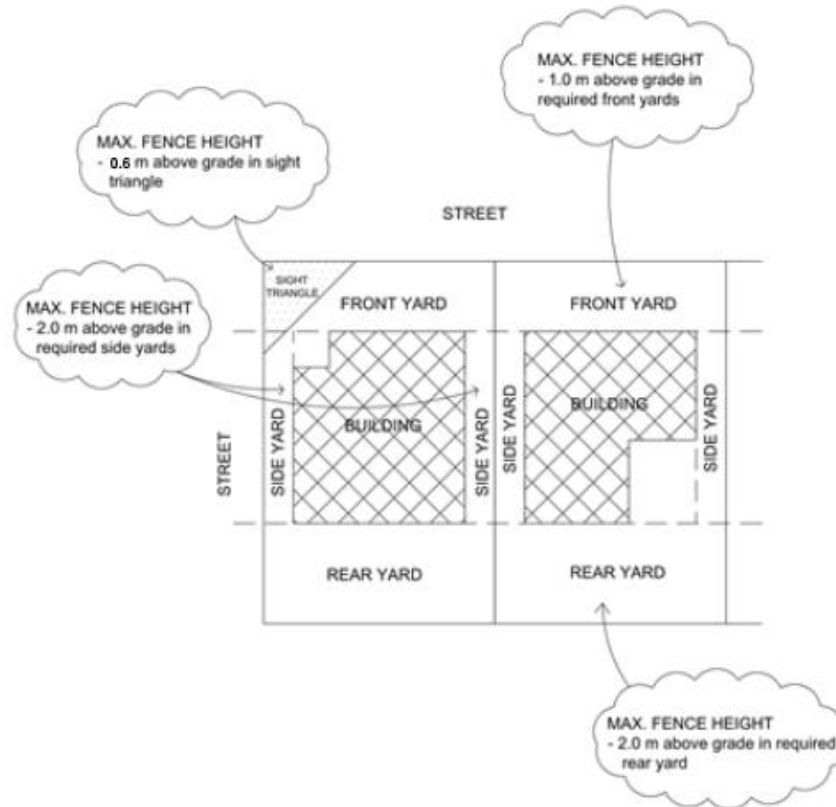 MAX. FENCE HEIGHT
- 1.0 m above grade in
required front yards
MAX. FENCE HEIGHT
- 0.6 m above grade in sight
triangle
STREET
SIGHT
TRIANGLE
FRONT YARD
FRONT YARD
MAX. FENCE HEIGHT
- 2.0 m above grade in
required side yards
STREET
SIDE YARD
BUILDING
SIDE YARD
SIDE YARD
BUILDING
SIDE YARD
REAR YARD
REAR YARD
MAX. FENCE HEIGHT
- 2.0 m above grade in required
rear yard